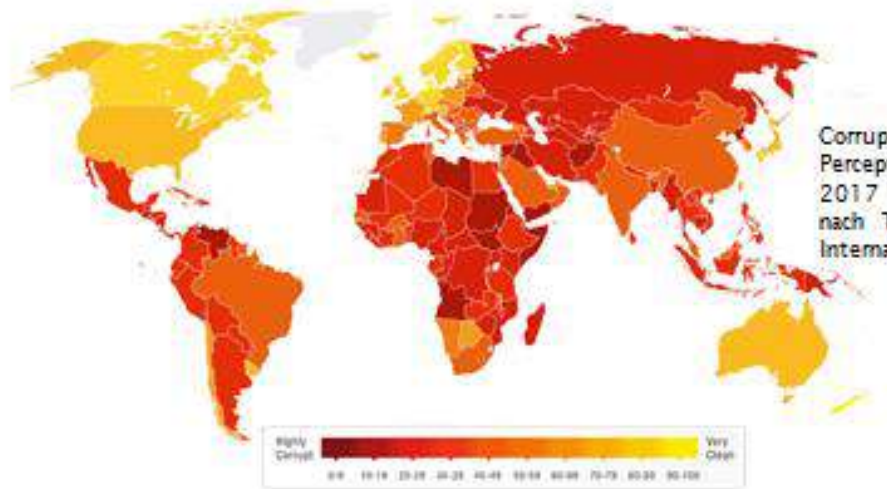 Corrup
Percep
2017
nach T
Interna
Highly
Corrupt
0-9 10-19 20-29 30-39 40-49 50-59 60-69 70-79 80-89 90-100
Very
Clean